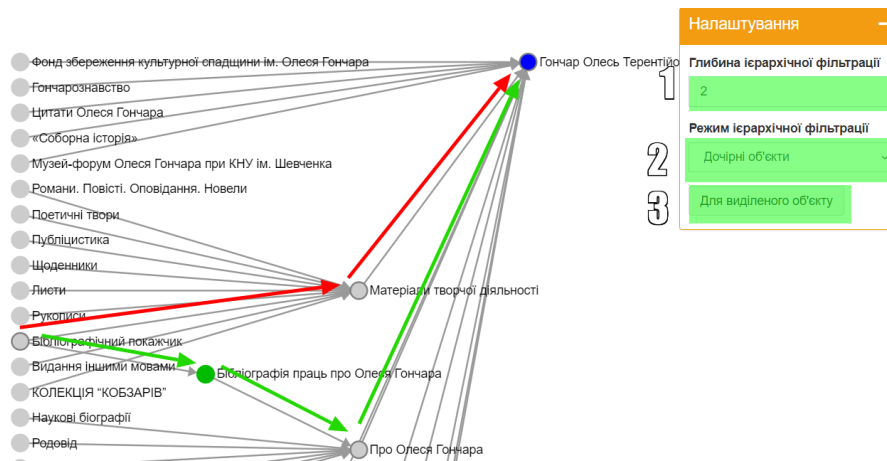 Фонд збереження культурної спадщини ім. Олеся Гончара
Гончарознавство
Цитати Олеся Гончара
«Соборна історія»
Музей-форум Олеся Гончара при КНУ ім. Шевченка
Романи. Повісті. Оповідання. Новели
Поетичні твори
Публіцистика
Щоденники
Листи
Рукописи
Бібліографічний покажчик
Видання іншими мовами
КОЛЕКЦІЯ “КОБЗАРІВ”
Наукові біографії
Родовід
Бібліографія праць про Олеся Гончара
Матеріали творчої діяльності
Про Олеся Гончара
Гончар Олесь Терентійо
Налаштування
1
Глибина ієрархічної фільтрації
2
Режим ієрархічної фільтрації
2
Дочірні об'єкти
3
Для виділеного об'єкту